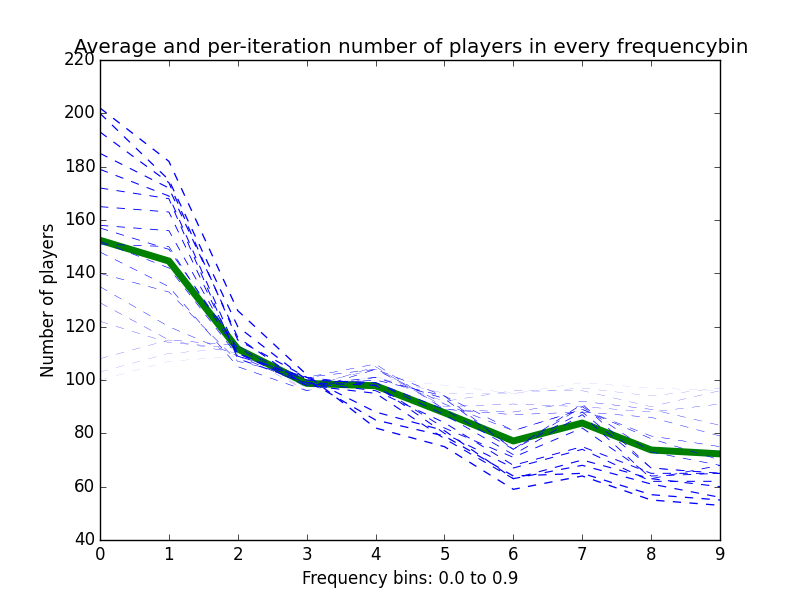 Average and per-iteration number of players in every frequencybin
220
200
180
160
140
120
100
80
60
40
Number of players
0 1 2 3 4 5 6 7 8 9
Frequency bins: 0.0 to 0.9